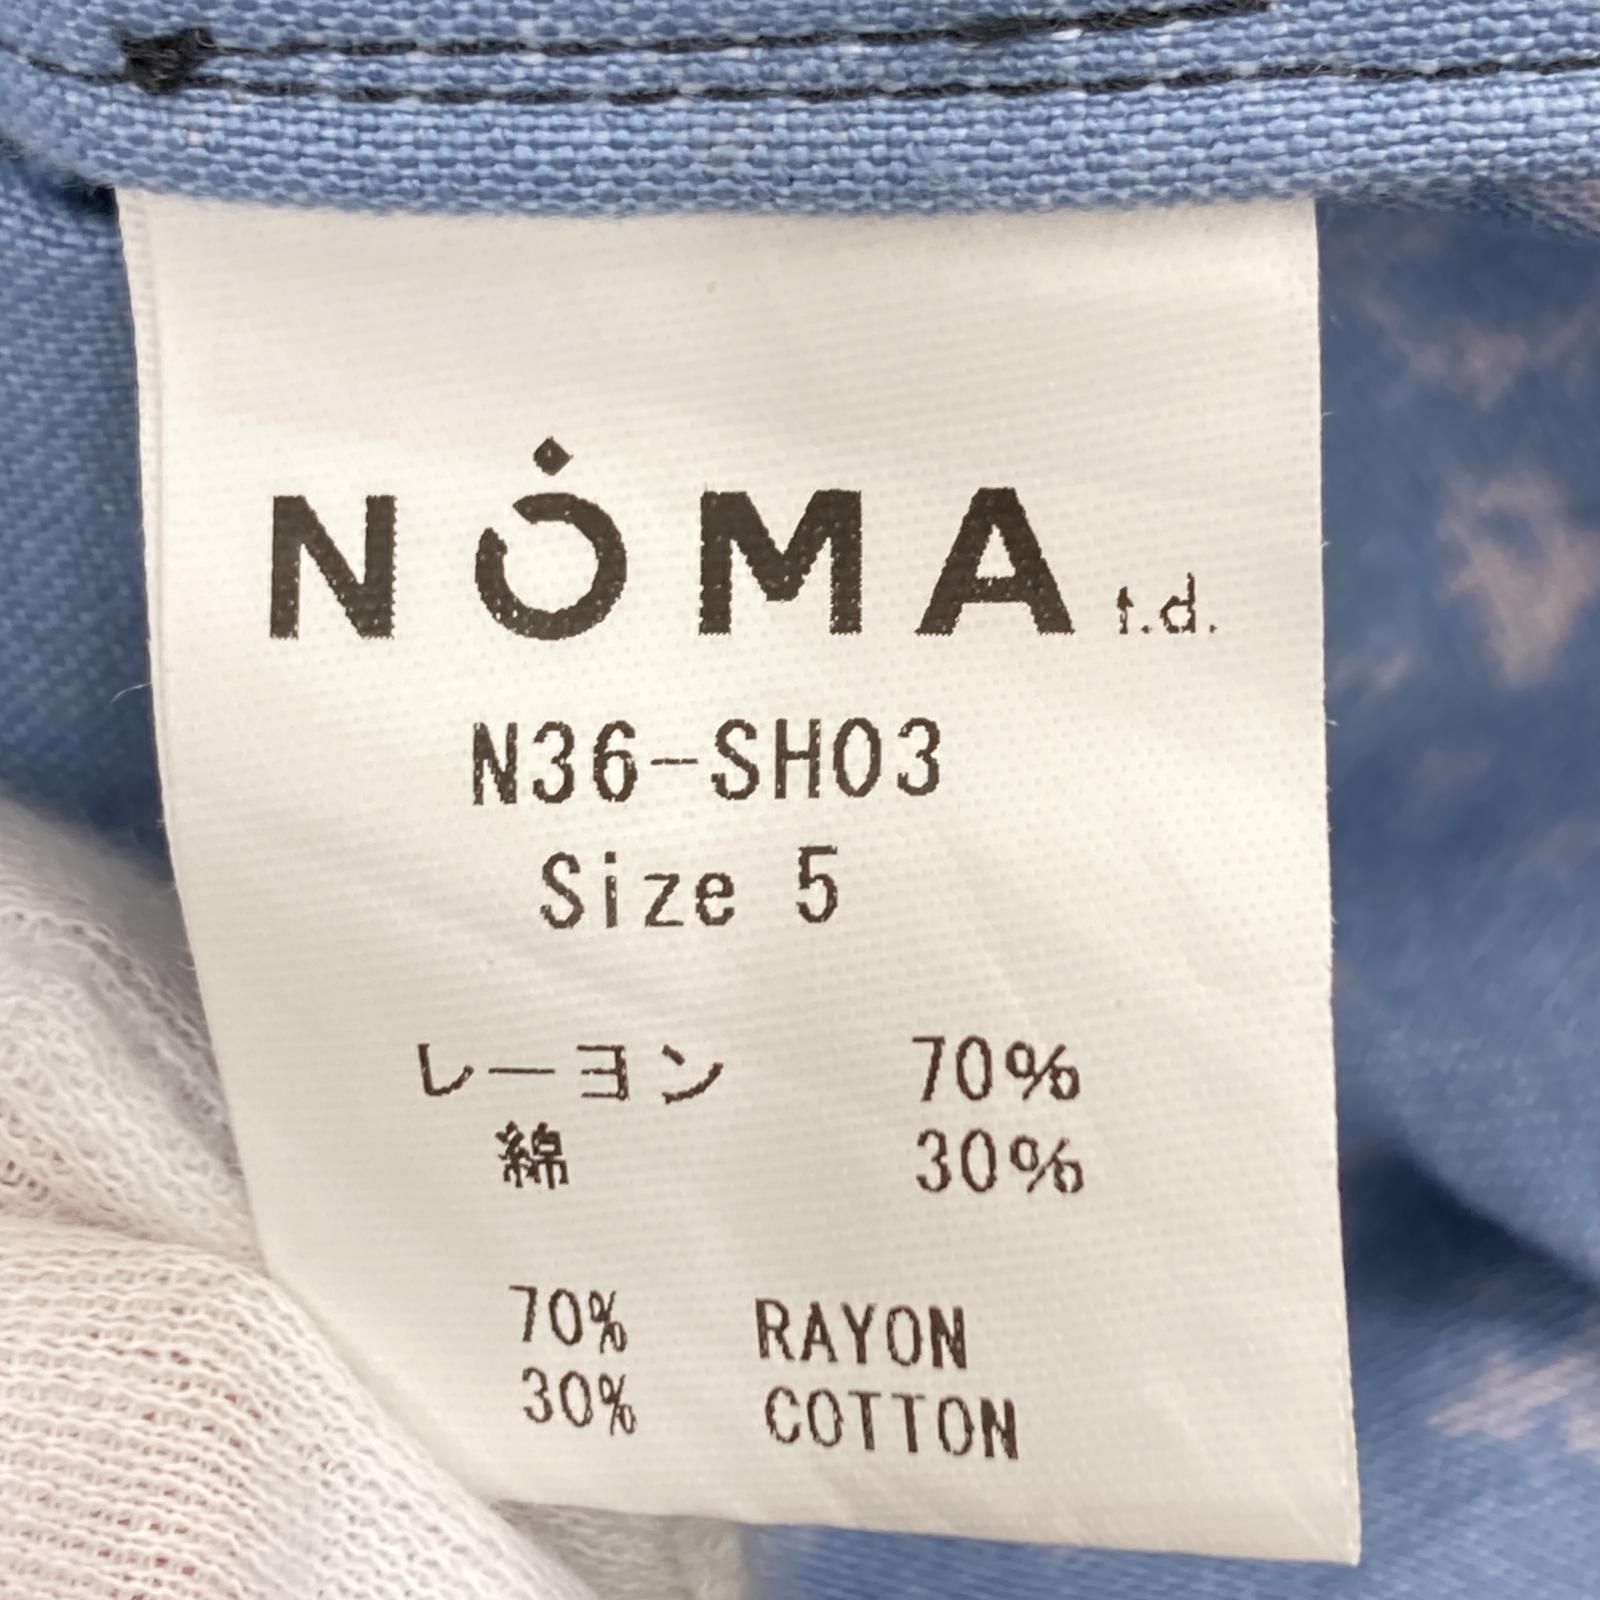 NOMA t.d.
N36-SH03
Size 5
レーヨン 70%
綿 30%
70% RAYON
30% COTTON